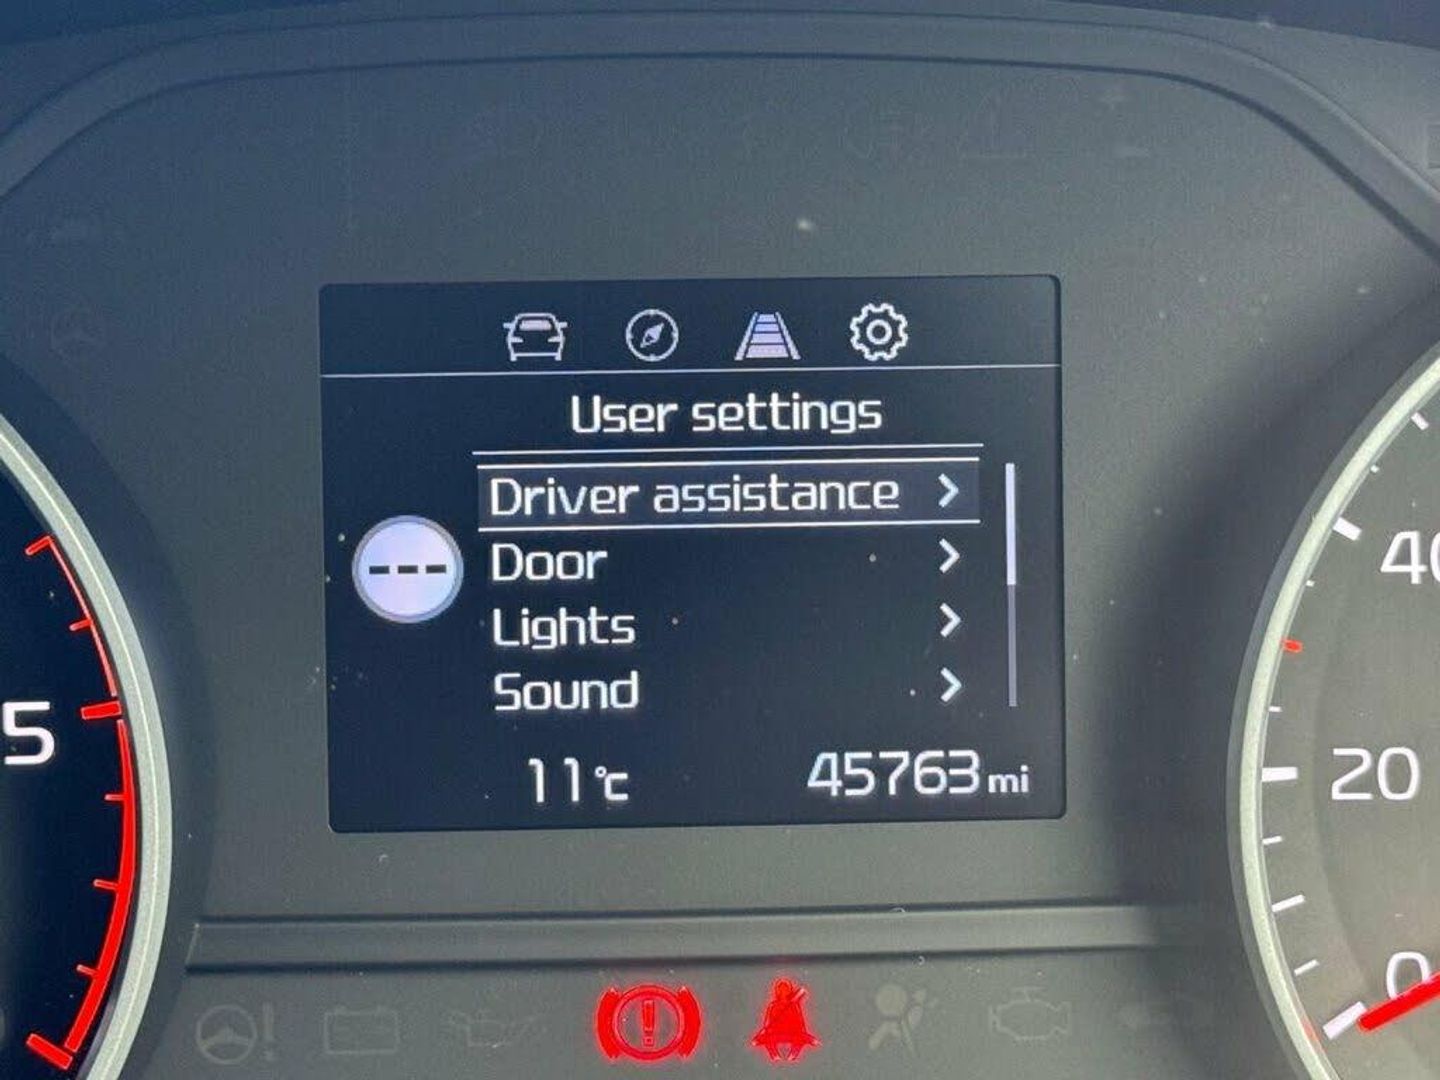 User settings
Driver assistance
Door
Lights
Sound
---
11°C
45763 mi
5
40
20
0